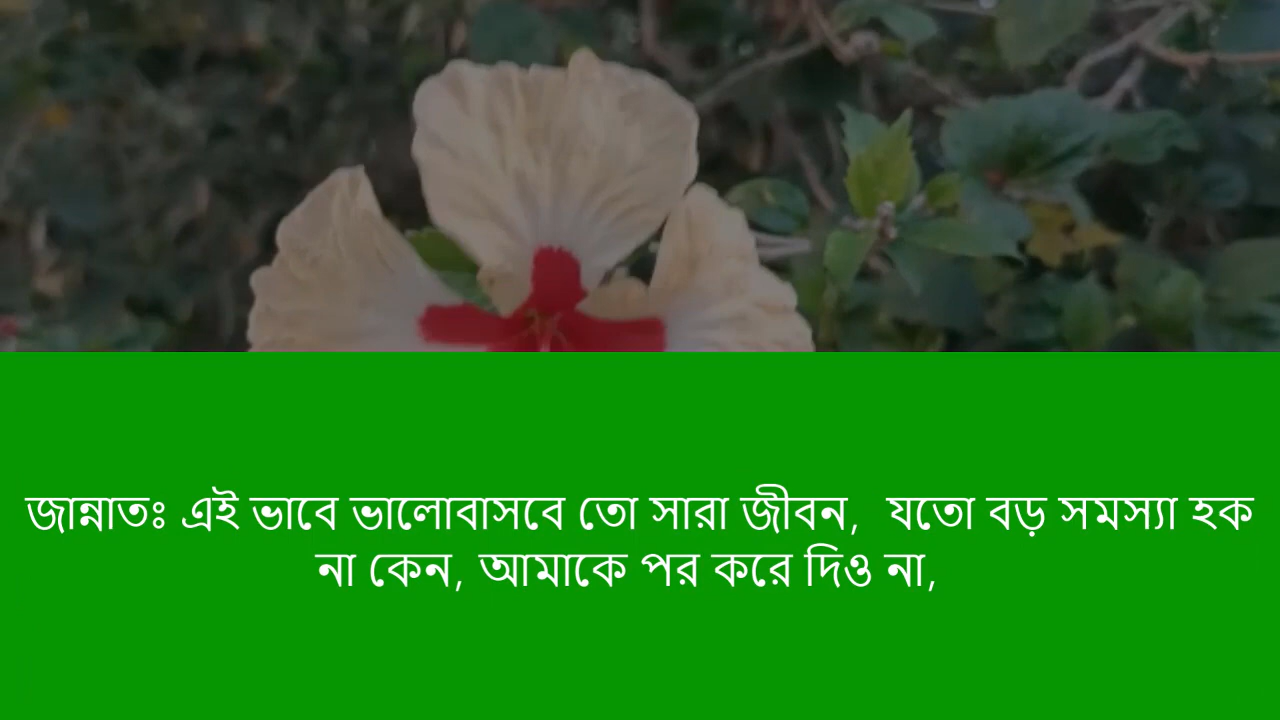 জান্নাতঃ এই ভাবে ভালোবাসবে তো সারা জীবন,  যতো বড় সমস্যা হক
না কেন, আমাকে পর করে দিও না,